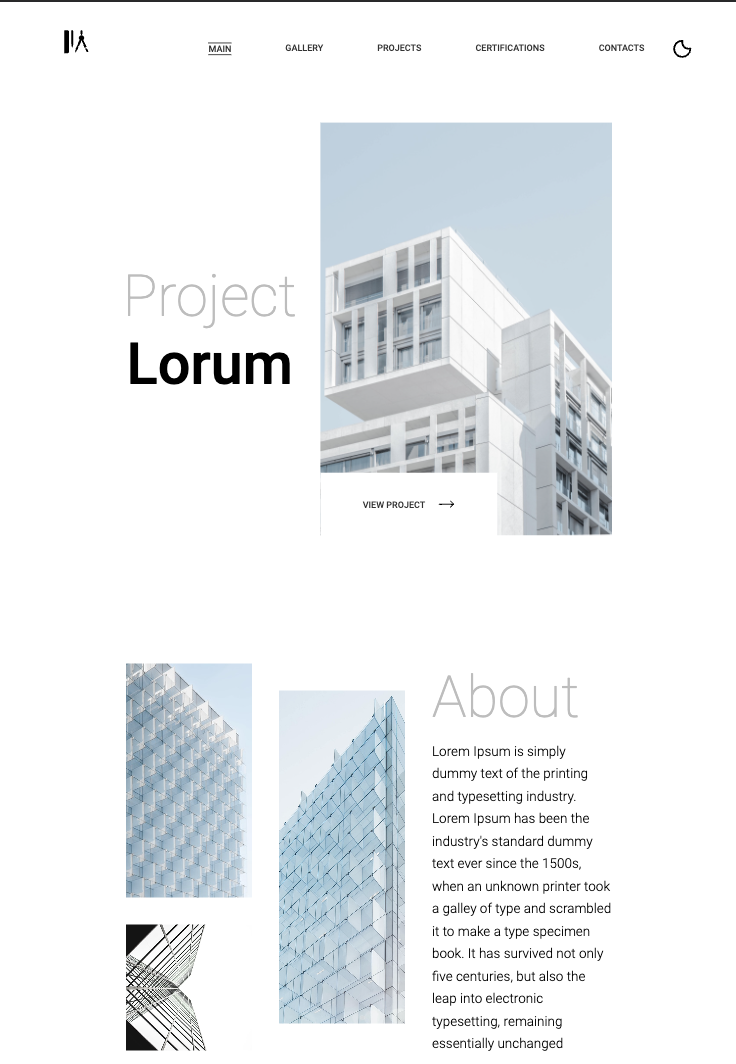 MAIN
GALLERY
PROJECTS
CERTIFICATIONS
CONTACTS
Project
Lorum
VIEW PROJECT
About
Lorem Ipsum is simply
dummy text of the printing
and typesetting industry.
Lorem Ipsum has been the
industry's standard dummy
text ever since the 1500s,
when an unknown printer took
a galley of type and scrambled
it to make a type specimen
book. It has survived not only
five centuries, but also the
leap into electronic
typesetting, remaining
essentially unchanged